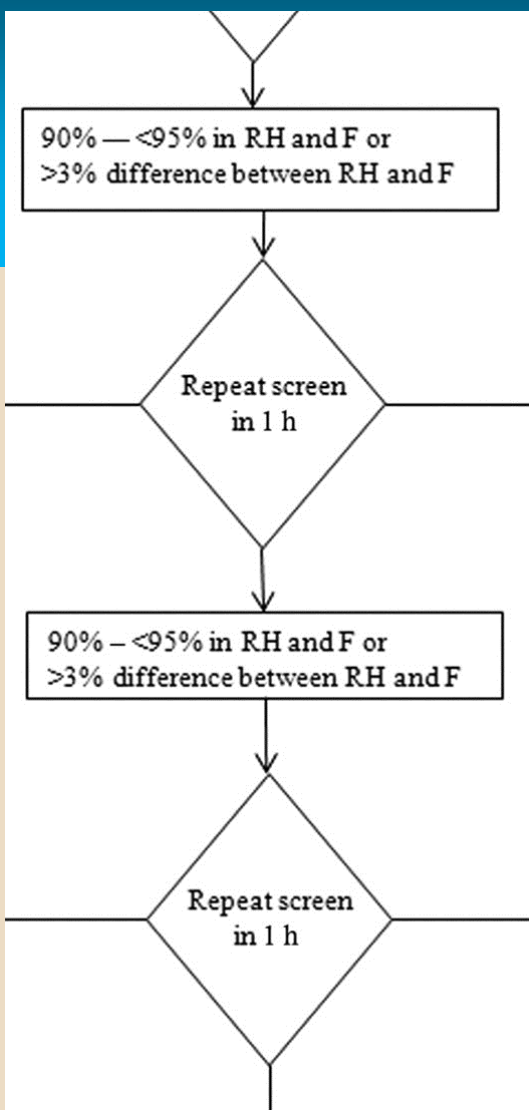 90% — <95% in RH and F or
>3% difference between RH and F
Repeat screen
in 1 h
90% – <95% in RH and F or
>3% difference between RH and F
Repeat screen
in 1 h